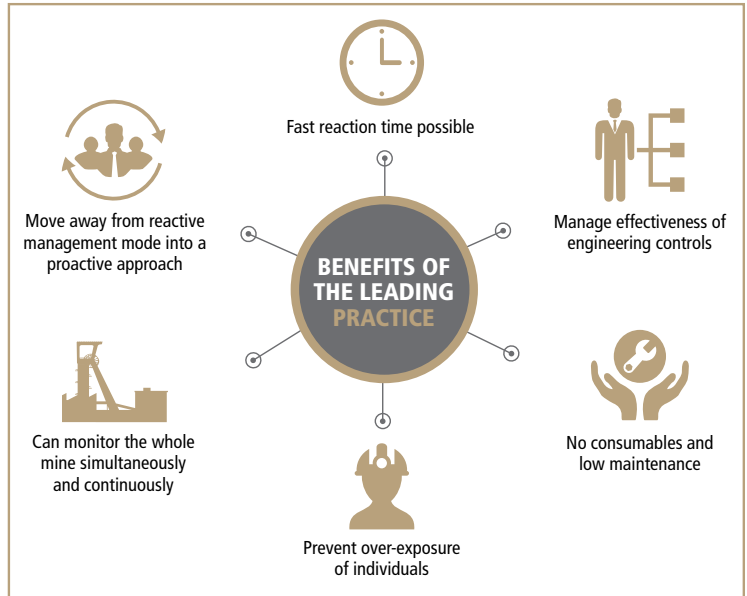 Fast reaction time possible
Move away from reactive
management mode into a
proactive approach
Manage effectiveness of
engineering controls
BENEFITS OF
THE LEADING
PRACTICE
Can monitor the whole
mine simultaneously
and continuously
No consumables and
low maintenance
Prevent over-exposure
of individuals